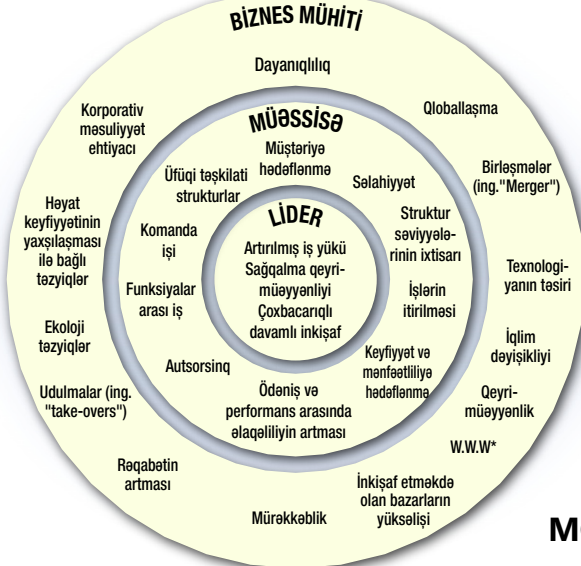 BİZNES MÜHİTİ
Dayanıqlılıq
Qloballaşma
Birləşmələr
(ing."Merger")
Texnologi-
yanın təsiri
İqlim
dəyişikliyi
Qeyri-
müəyyənlik
W.W.W*
İnkişaf etməkdə
olan bazarların
yüksəlişi
Mürəkkəblik
Rəqabətin
artması
Udulmalar (ing.
"take-overs")
Ekoloji
təzyiqlər
Həyat
keyfiyyətinin
yaxşılaşması
ilə bağlı
təzyiqlər
Korporativ
məsuliyyət
ehtiyacı
MÜƏSSİSƏ
Müştəriyə
hədəflənmə
Səlahiyyət
Struktur
səviyyələ-
rinin ixtisarı
İşlərin
itirilməsi
Keyfiyyət və
mənfəətliliyə
hədəflənmə
Ödəniş və
performans arasında
əlaqəliliyin artması
Autsorsinq
Funksiyalar
arası iş
Komanda
işi
Üfüqi təşkilati
strukturlar
LİDER
Artırılmış iş yükü
Sağqalma qeyri-
müəyyənliyi
Çoxbacarıqlı
davamlı inkişaf